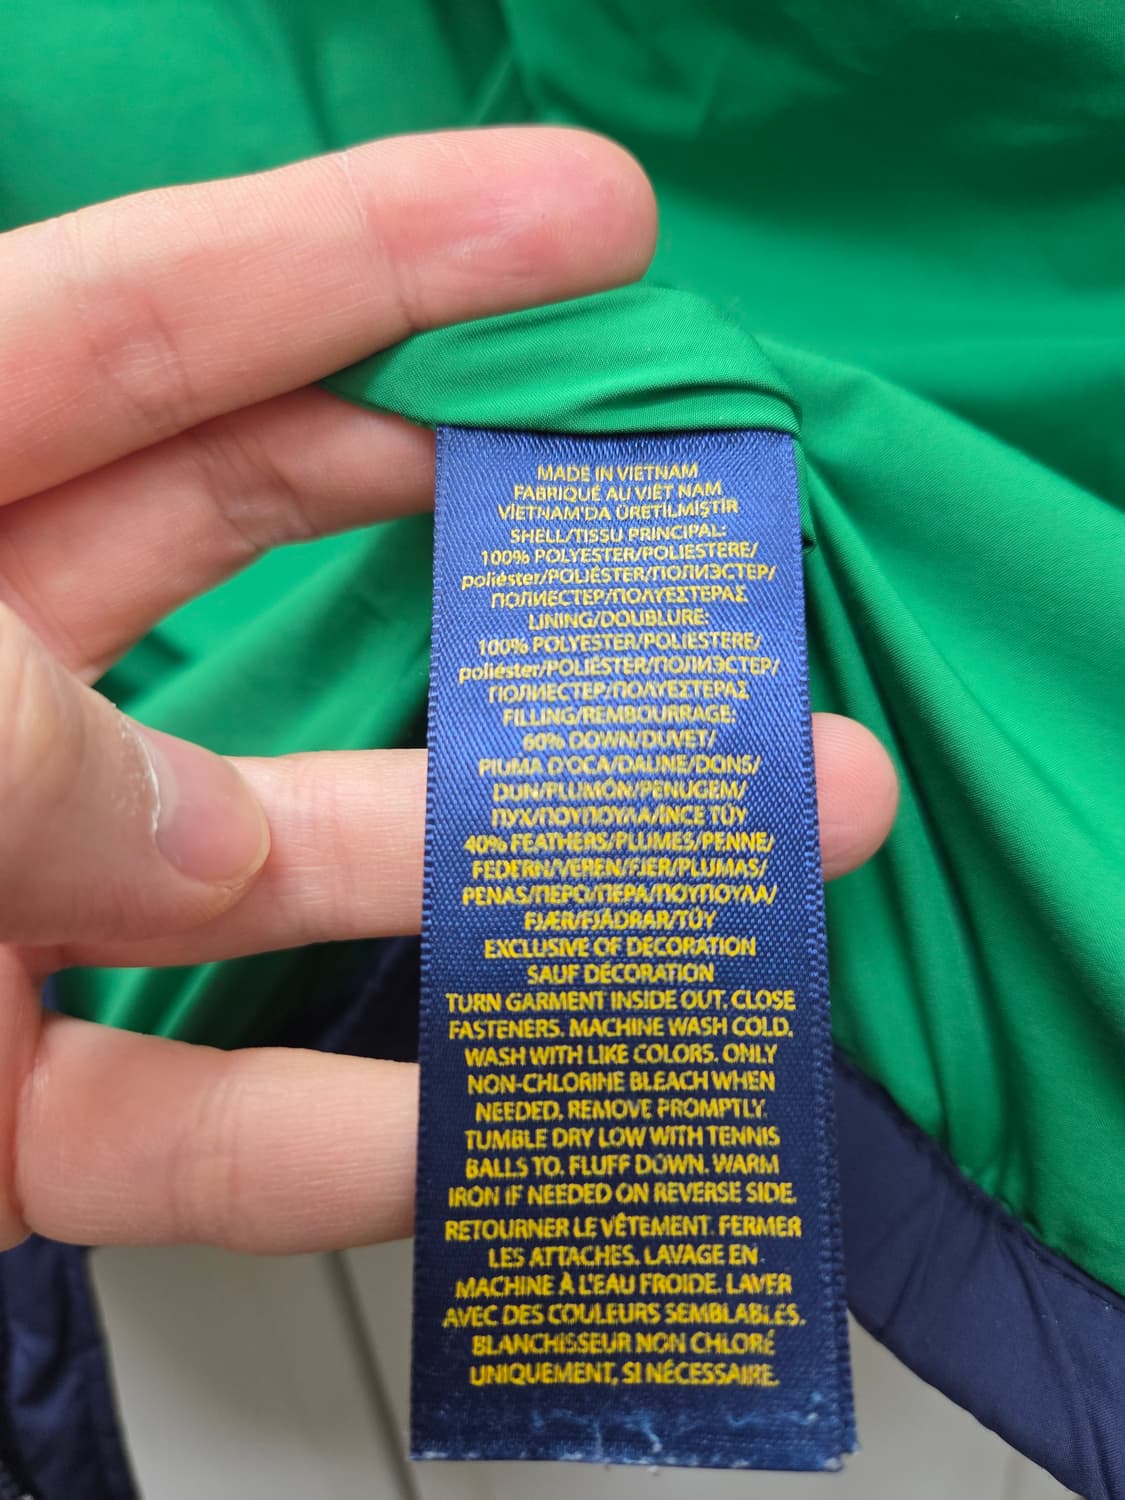 MADE IN VIETNAM
FABRIQUÉ AU VIET NAM
VİETNAM'DA ÜRETİLMİŞTİR
SHELL/TISSU PRINCIPAL:
100% POLYESTER/POLIESTERE/
poliéster/POLIÉSTER/ПОЛИЭСТЕР/
ПОЛИЕСТЕР/ΠΟΛΥΕΣΤΕΡΑΣ
LINING/DOUBLURE:
100% POLYESTER/POLIESTERE/
poliéster/POLIÉSTER/ПОЛИЭСТЕР/
ПОЛИЕСТЕР/ΠΟΛΥΕΣΤΕΡΑΣ
FILLING/REMBOURRAGE:
60% DOWN/DUVET/
PIUMA D'OCA/DAUNE/DONS/
DUN/PLUMÓN/PENUGEM/
ПУХ/ΠΟΥΠΟΥΛΑ/İNCE TÜY
40% FEATHERS/PLUMES/PENNE/
FEDERN/VEREN/FJER/PLUMAS/
PENAS/ПЕРО/ПЕРА/ΠΟΥΠΟΥΛΑ/
FJÆR/FJÄDRAR/TÜY
EXCLUSIVE OF DECORATION
SAUF DÉCORATION
TURN GARMENT INSIDE OUT. CLOSE
FASTENERS. MACHINE WASH COLD.
WASH WITH LIKE COLORS. ONLY
NON-CHLORINE BLEACH WHEN
NEEDED. REMOVE PROMPTLY.
TUMBLE DRY LOW WITH TENNIS
BALLS TO. FLUFF DOWN. WARM
IRON IF NEEDED ON REVERSE SIDE.
RETOURNER LE VÊTEMENT. FERMER
LES ATTACHES. LAVAGE EN
MACHINE À L'EAU FROIDE. LAVER
AVEC DES COULEURS SEMBLABLES.
BLANCHISSEUR NON CHLORÉ
UNIQUEMENT, SI NÉCESSAIRE.